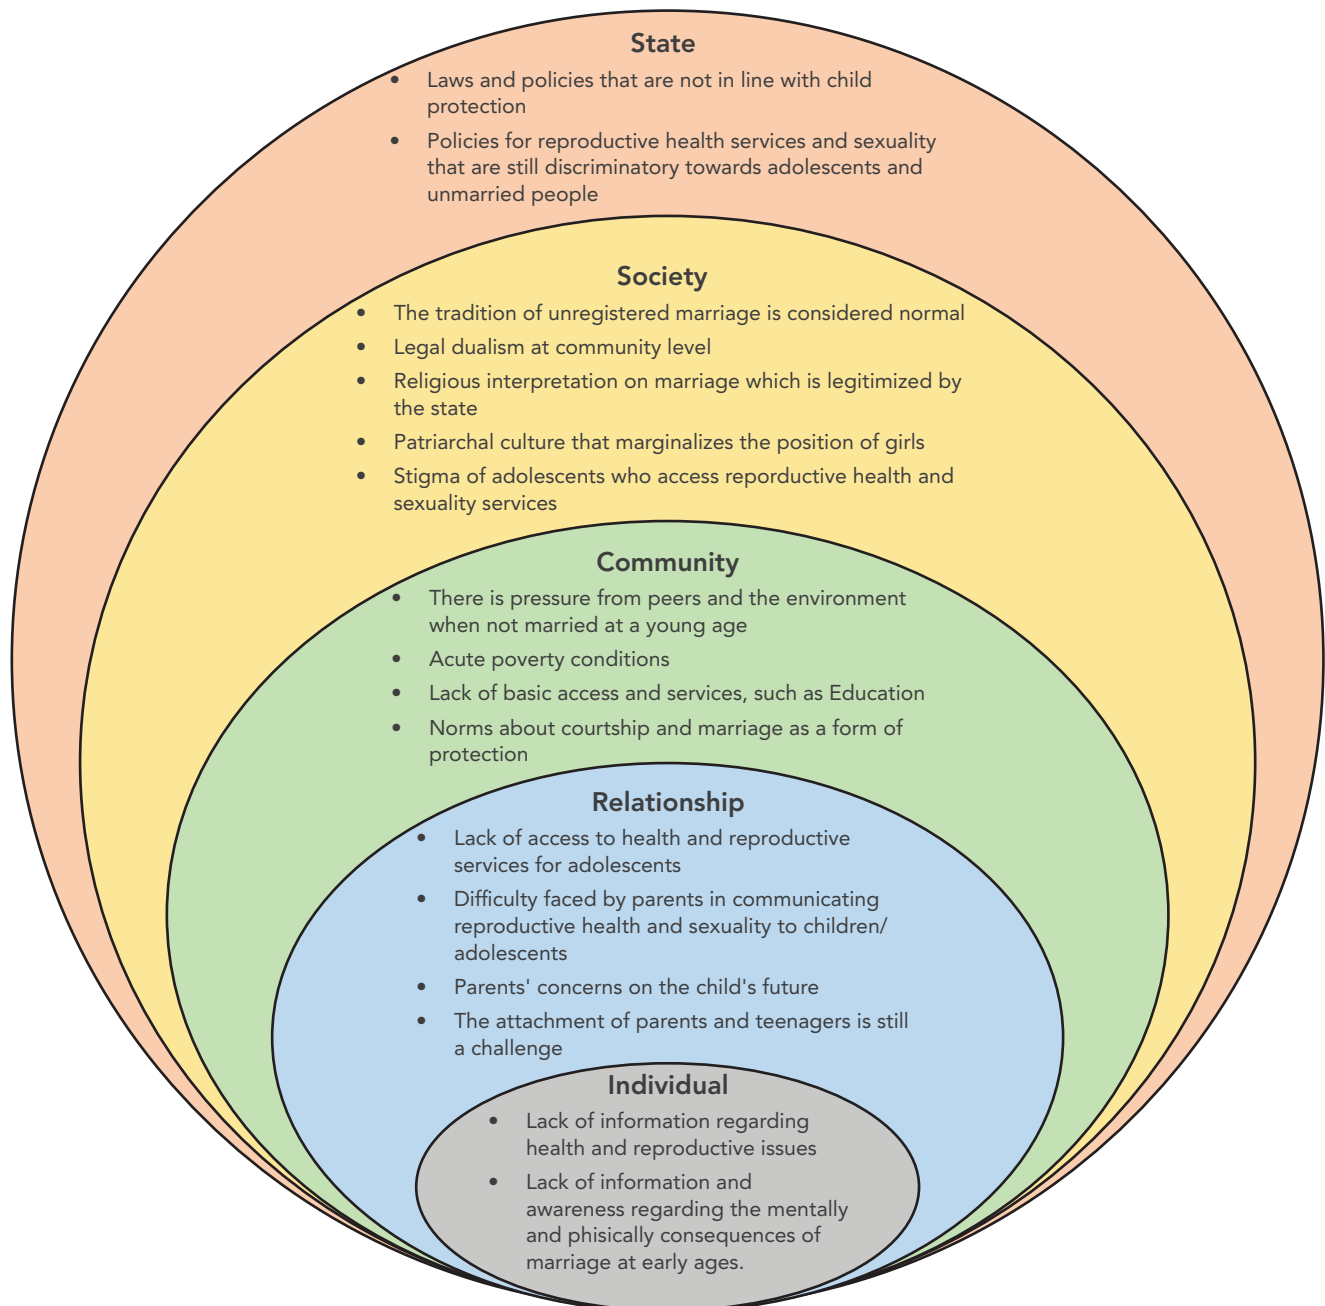 State
• Laws and policies that are not in line with child
protection
• Policies for reproductive health services and sexuality
that are still discriminatory towards adolescents and
unmarried people
Society
• The tradition of unregistered marriage is considered normal
• Legal dualism at community level
• Religious interpretation on marriage which is legitimized by
the state
• Patriarchal culture that marginalizes the position of girls
• Stigma of adolescents who access reporductive health and
sexuality services
Community
• There is pressure from peers and the environment
when not married at a young age
• Acute poverty conditions
• Lack of basic access and services, such as Education
• Norms about courtship and marriage as a form of
protection
Relationship
• Lack of access to health and reproductive
services for adolescents
• Difficulty faced by parents in communicating
reproductive health and sexuality to children/
adolescents
• Parents' concerns on the child's future
• The attachment of parents and teenagers is still
a challenge
Individual
• Lack of information regarding
health and reproductive issues
• Lack of information and
awareness regarding the mentally
and phisically consequences of
marriage at early ages.